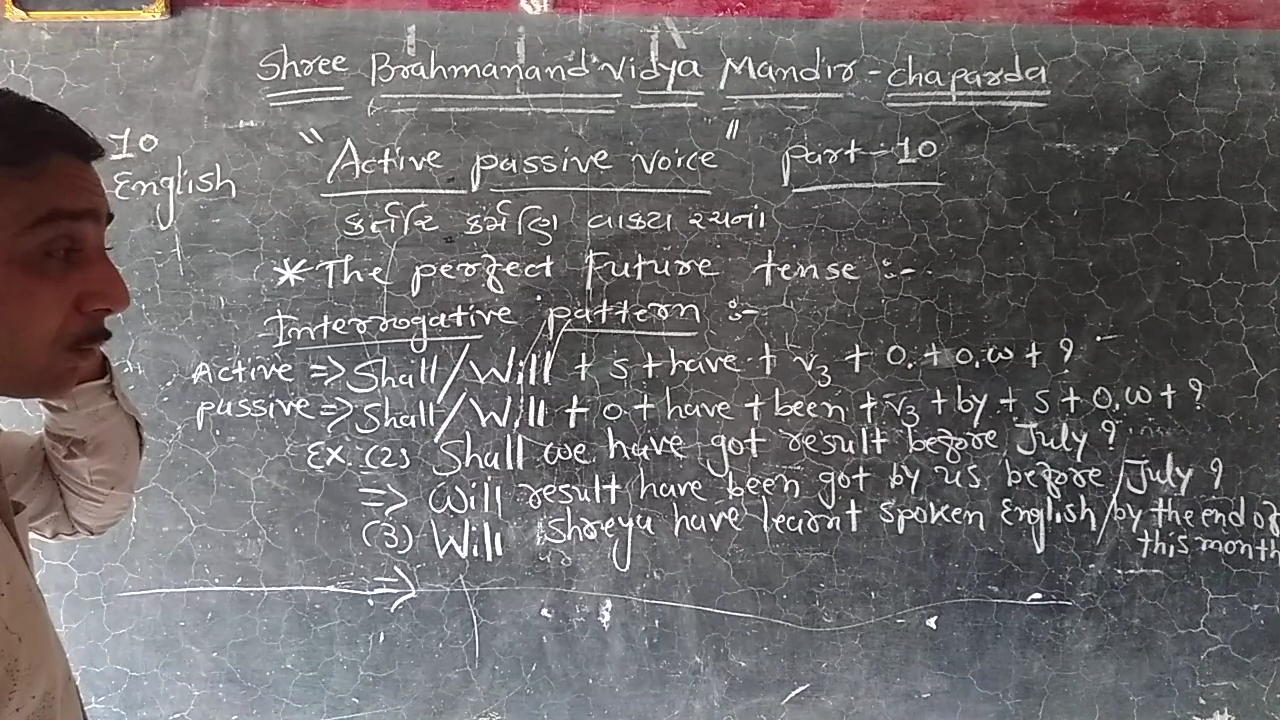 Shree Brahmanand Vidya Mandir - chaparda
10
English
"Active passive voice" part - 10
કર્તરિ કર્મણિ વાક્ય રચના
* The perfect Future tense :-
Interrogative pattern :-
Active => Shall/Will + s + have + v3 + O. + O.W + ?
passive => Shall/Will + O + have + been + v3 + by + s + O.W + ?
Ex. (2) Shall we have got result before July ?
=> Will result have been got by us before/July ?
(3) Will Shreya have learnt spoken English/by the end of
this month
=>